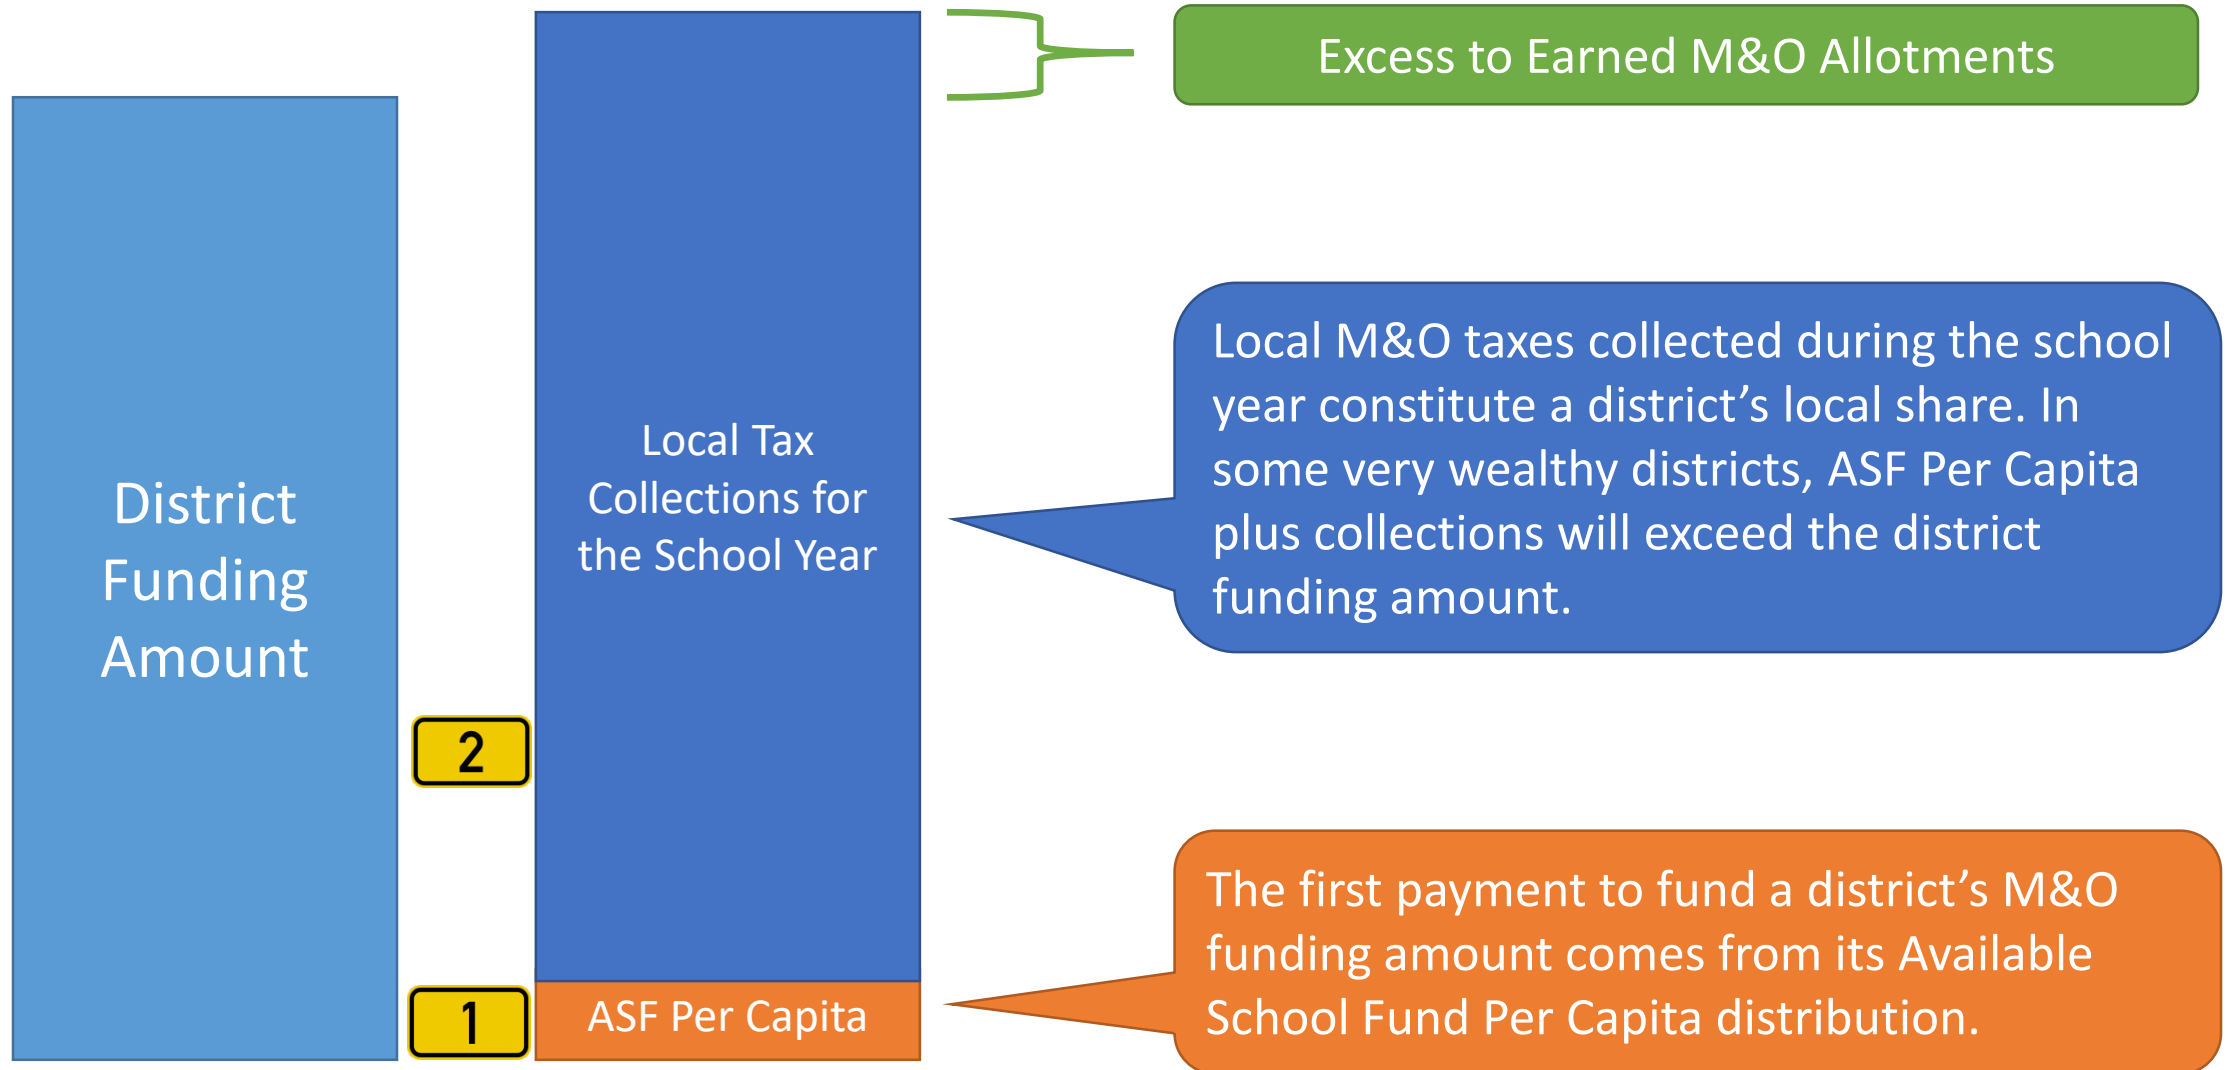 Excess to Earned M&O Allotments
District
Funding
Amount
Local Tax
Collections for
the School Year
Local M&O taxes collected during the school
year constitute a district’s local share. In
some very wealthy districts, ASF Per Capita
plus collections will exceed the district
funding amount.
2
1
ASF Per Capita
The first payment to fund a district’s M&O
funding amount comes from its Available
School Fund Per Capita distribution.